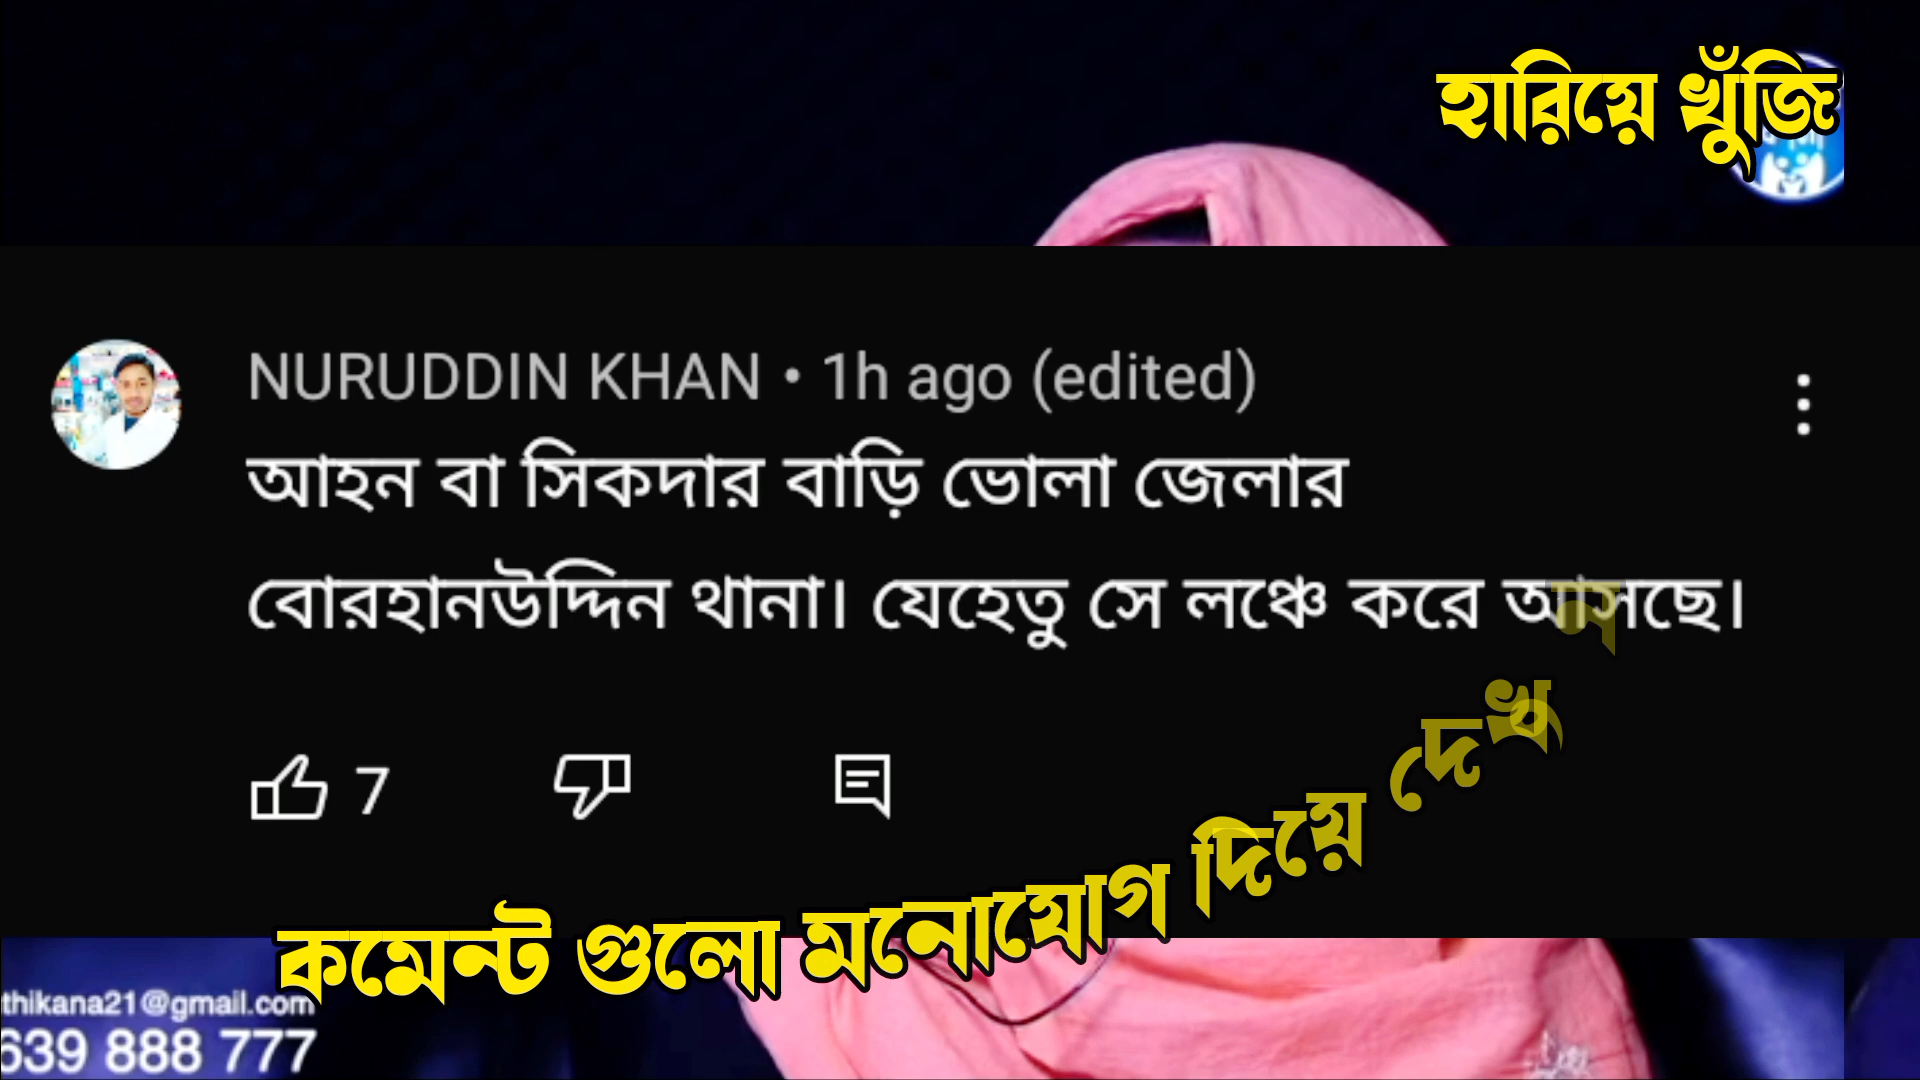 হারিয়ে খুঁজি
NURUDDIN KHAN • 1h ago (edited)
আহন বা সিকদার বাড়ি ভোলা জেলার
বোরহানউদ্দিন থানা। যেহেতু সে লঞ্চে করে আসছে।
7
কমেন্ট গুলো মনোযোগ দিয়ে দেখুন
thikana21@gmail.com
639 888 777